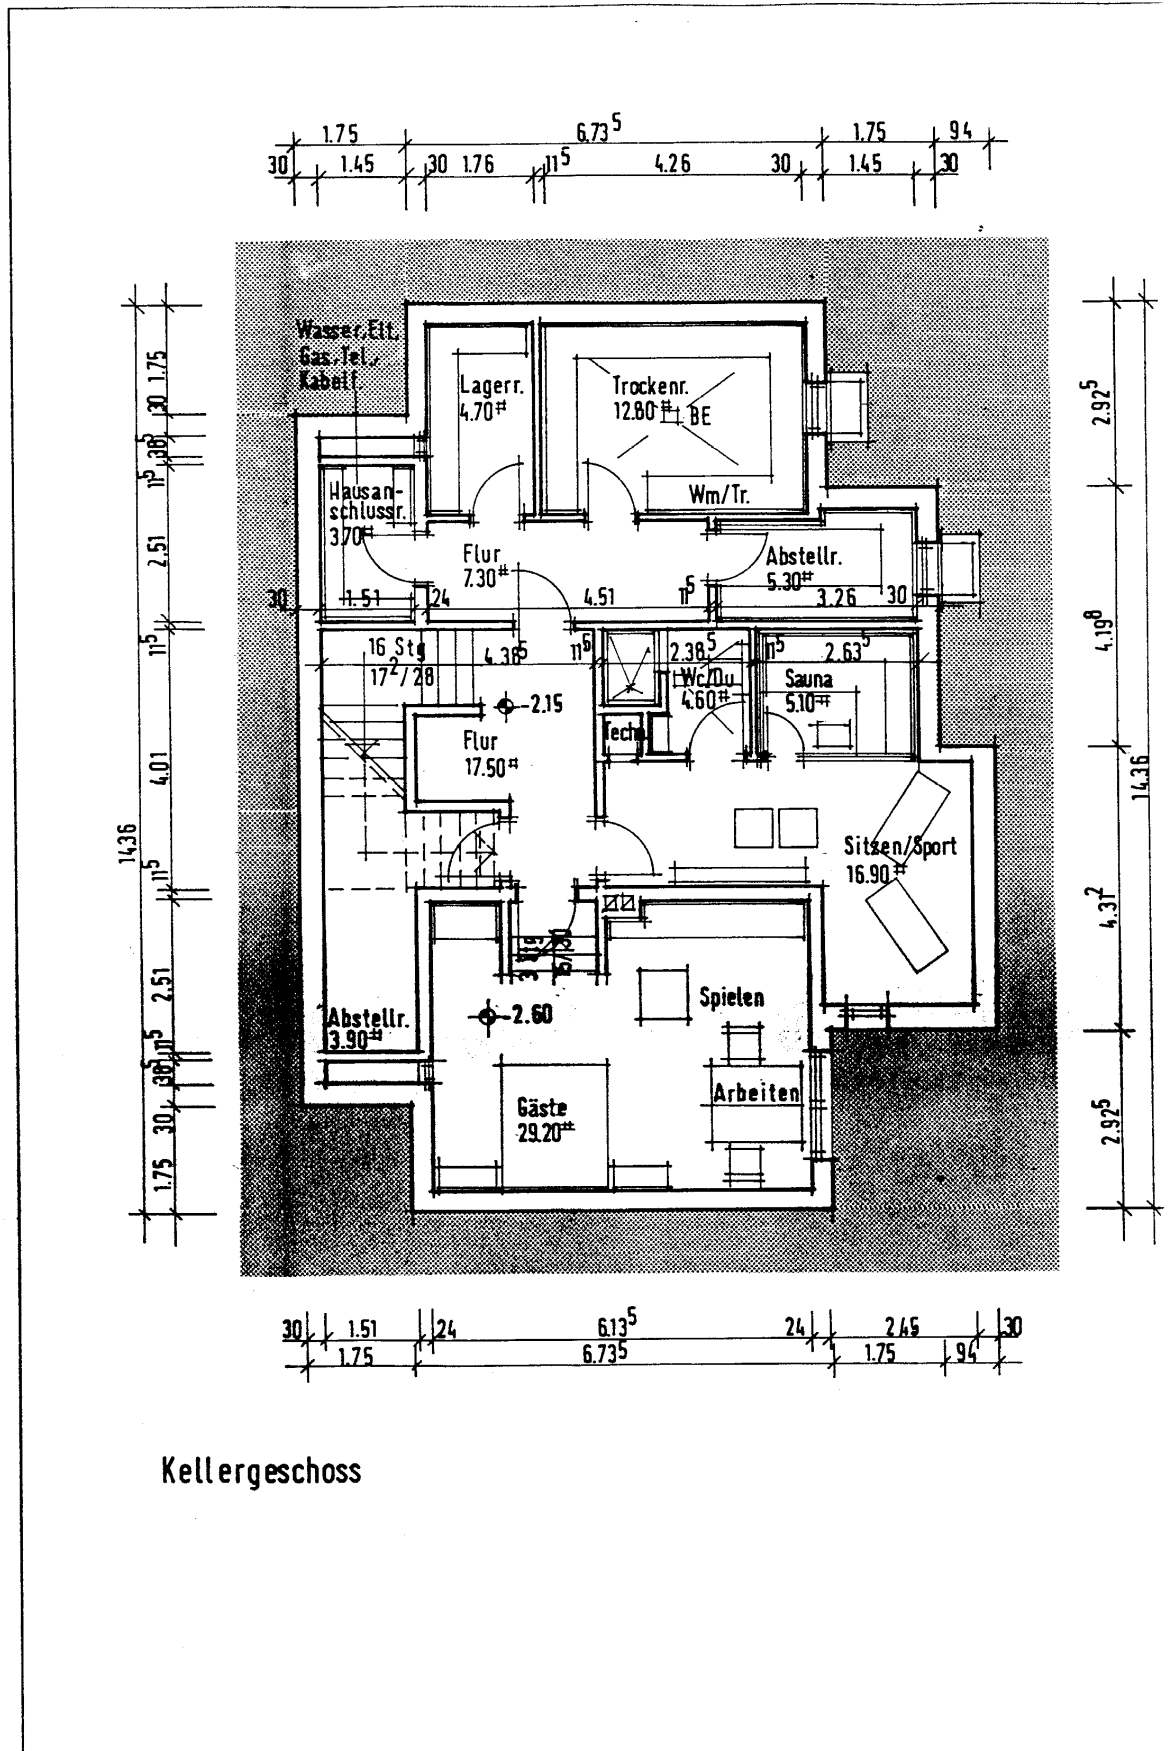 1.75 6.73⁵ 1.75 94
30 1.45 30 1.76 11⁵ 4.26 30 1.45 30
Wasser, Elt.,
Gas, Tel.,
Kabel
Lagerr.
4.70
Trockenr.
12.80
BE
Wm/Tr.
Hausan-
schlussr.
3.70
Flur
7.30
Abstellr.
5.30
30 1.51 24 4.51 11⁵ 3.26 30
16 Stg
17²/28
4.38⁵ 11⁵ 2.38⁵ 11⁵ 2.63⁵
Wc/Du
4.60
Sauna
5.10
-2.15
Techn.
Flur
17.50
Sitzen/Sport
16.90
Spielen
-2.60
Abstellr.
3.90
Arbeiten
Gäste
29.20
14.36
1.75
30
38⁵
11⁵
2.51
11⁵
4.01
11⁵
2.51
11⁵
38⁵
30
1.75
2.92⁵
4.19⁸
4.31²
2.92⁵
14.36
30 1.51 24 6.13⁵ 24 2.45 30
1.75 6.73⁵ 1.75 94
Kellergeschoss